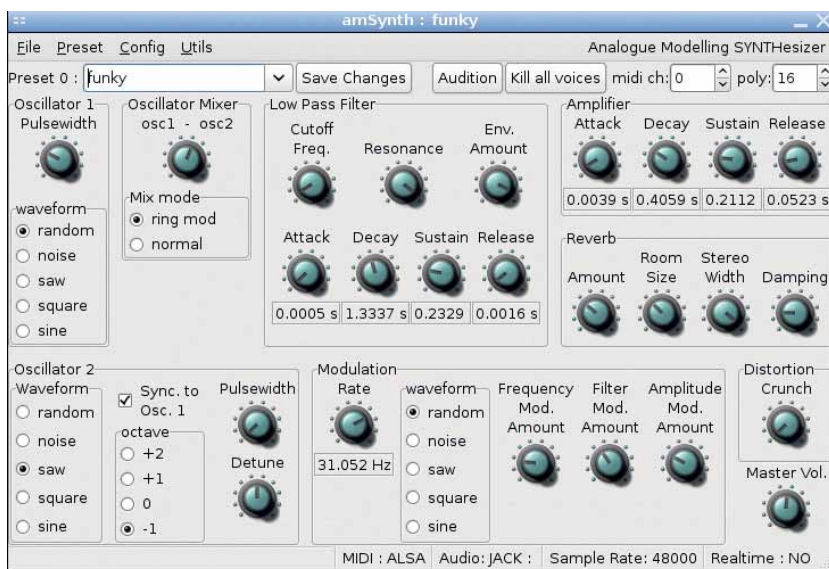 amSynth : funky
File Preset Config Utils Analogue Modelling SYNTHesizer
Preset 0 : funky Save Changes Audition Kill all voices midi ch: 0 poly: 16
Oscillator 1
Pulsewidth
waveform
random
noise
saw
square
sine
Oscillator Mixer
osc1 - osc2
Mix mode
ring mod
normal
Low Pass Filter
Cutoff
Freq.
Resonance
Env.
Amount
Attack Decay Sustain Release
0.0005 s 1.3337 s 0.2329 0.0016 s
Amplifier
Attack Decay Sustain Release
0.0039 s 0.4059 s 0.2112 0.0523 s
Reverb
Amount
Room
Size
Stereo
Width
Damping
Oscillator 2
Waveform
random
noise
saw
square
sine
Sync. to
Osc. 1
octave
+2
+1
0
-1
Pulsewidth
Detune
Modulation
Rate
31.052 Hz
waveform
random
noise
saw
square
sine
Frequency
Mod.
Amount
Filter
Mod.
Amount
Amplitude
Mod.
Amount
Distortion
Crunch
Master Vol.
MIDI : ALSA Audio: JACK : Sample Rate: 48000 Realtime : NO